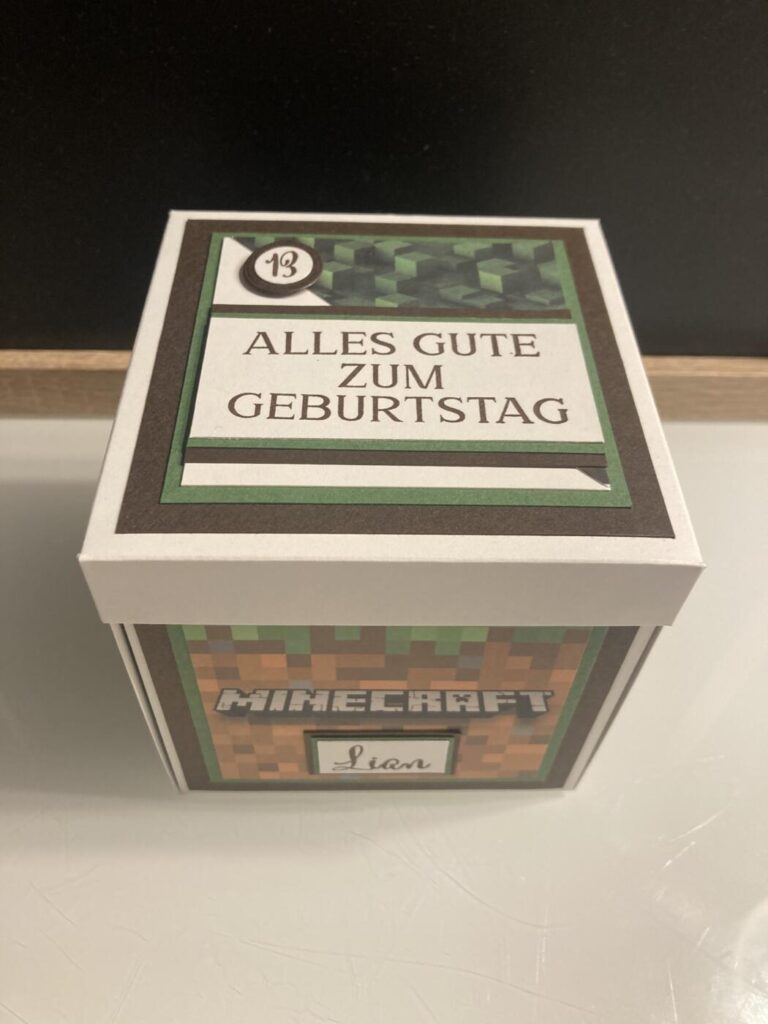 13
ALLES GUTE
ZUM
GEBURTSTAG
MINECRAFT
Lian